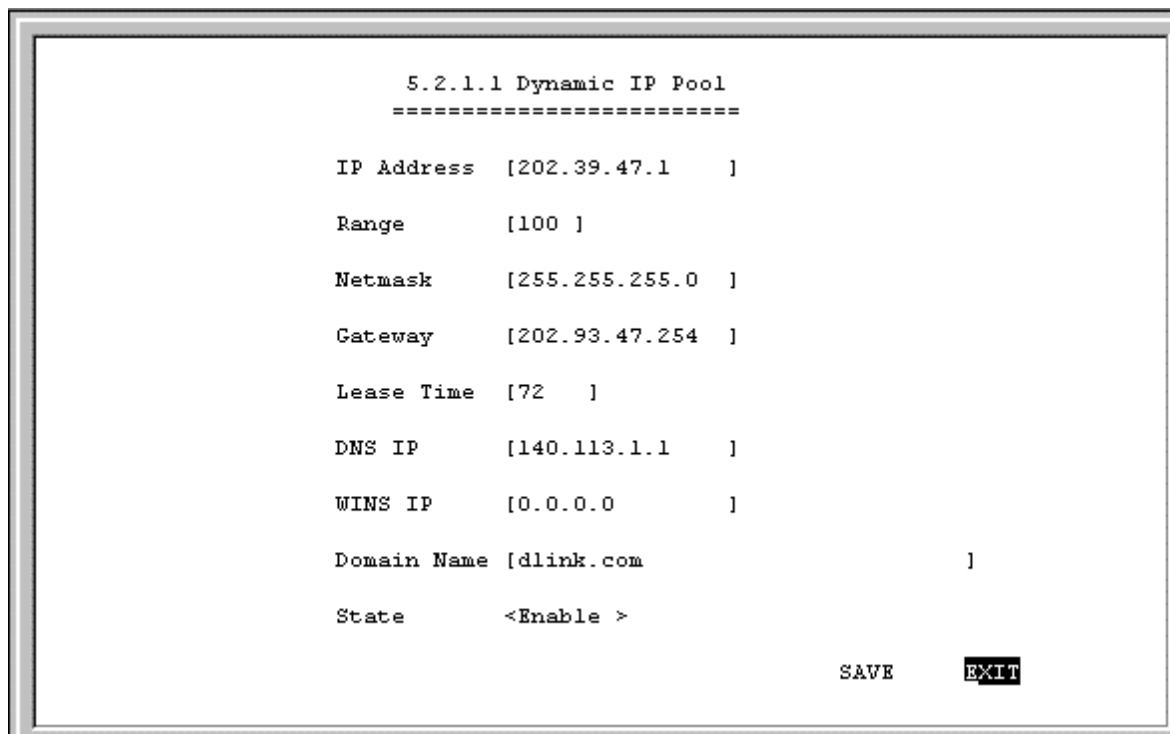 5.2.1.1 Dynamic IP Pool
=========================
IP Address [202.39.47.1 ]
Range [100 ]
Netmask [255.255.255.0 ]
Gateway [202.93.47.254 ]
Lease Time [72 ]
DNS IP [140.113.1.1 ]
WINS IP [0.0.0.0 ]
Domain Name [dlink.com ]
State <Enable >
SAVE EXIT